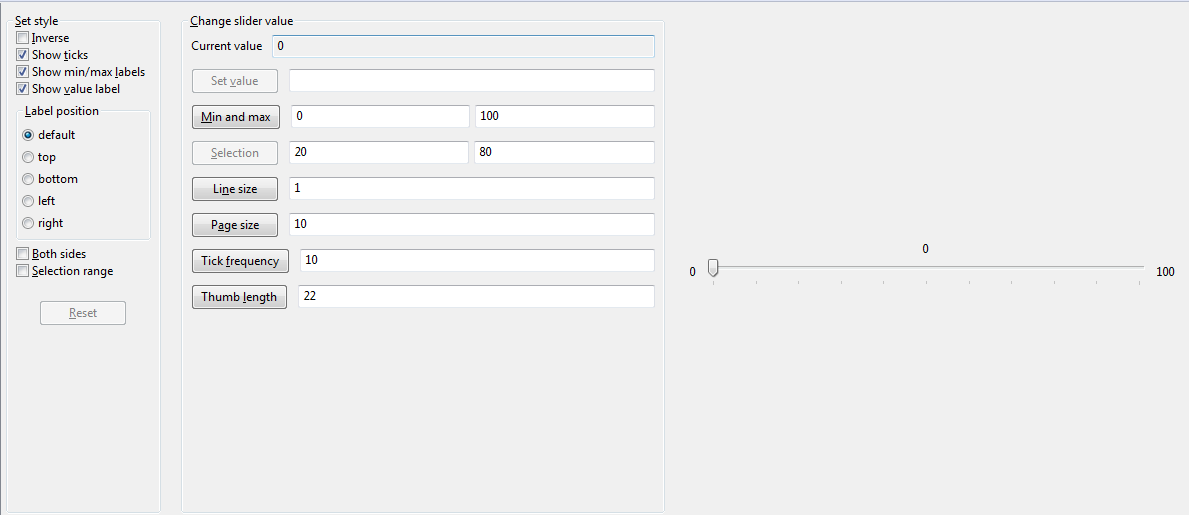 Set style
Inverse
Show ticks
Show min/max labels
Show value label
Label position
default
top
bottom
left
right
Both sides
Selection range
Reset
Change slider value
Current value 0
Set value
Min and max 0 100
Selection 20 80
Line size 1
Page size 10
Tick frequency 10
Thumb length 22
0
0 100